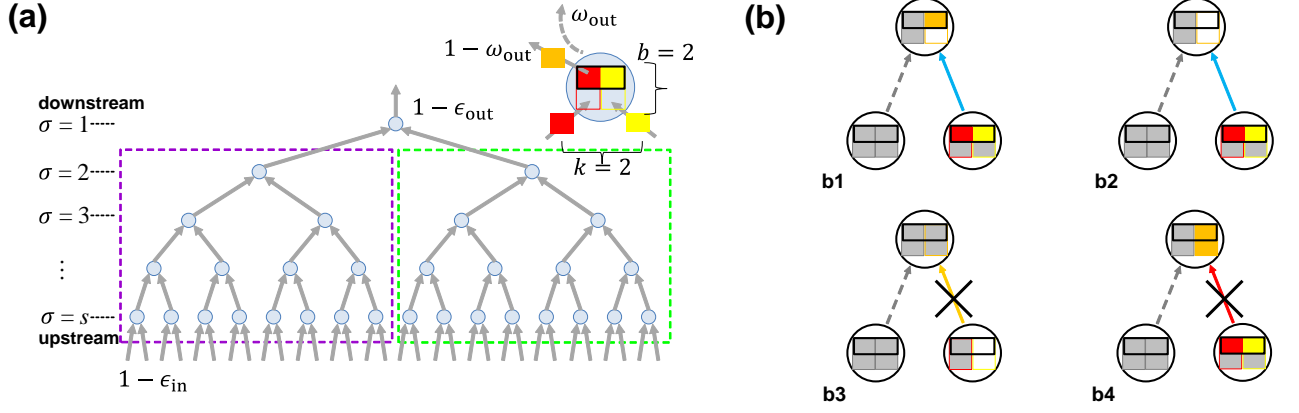 (a)
ω_out
1 − ω_out
b = 2
k = 2
downstream
1 − ϵ_out
σ = 1
σ = 2
σ = 3
⋮
σ = s
upstream
1 − ϵ_in
(b)
b1
b2
b3
b4